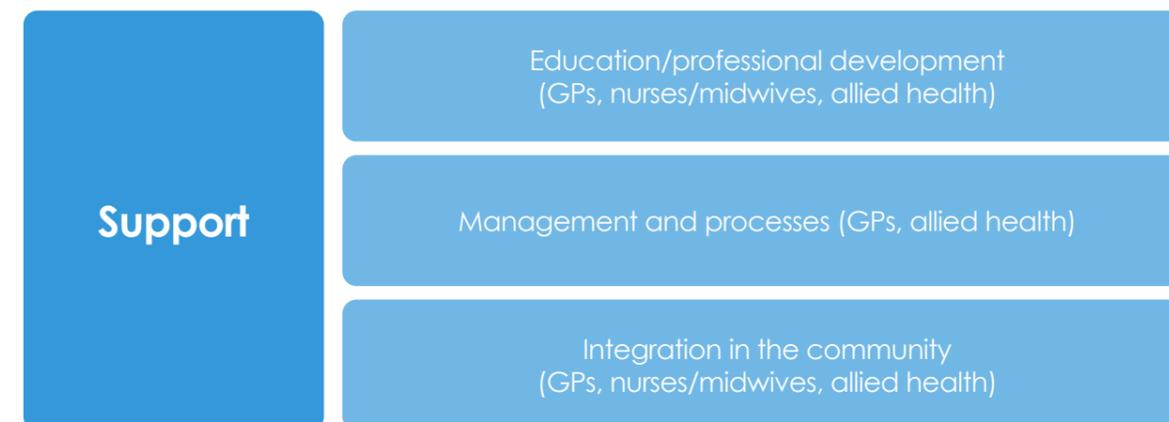 Support
Education/professional development
(GPs, nurses/midwives, allied health)
Management and processes (GPs, allied health)
Integration in the community
(GPs, nurses/midwives, allied health)